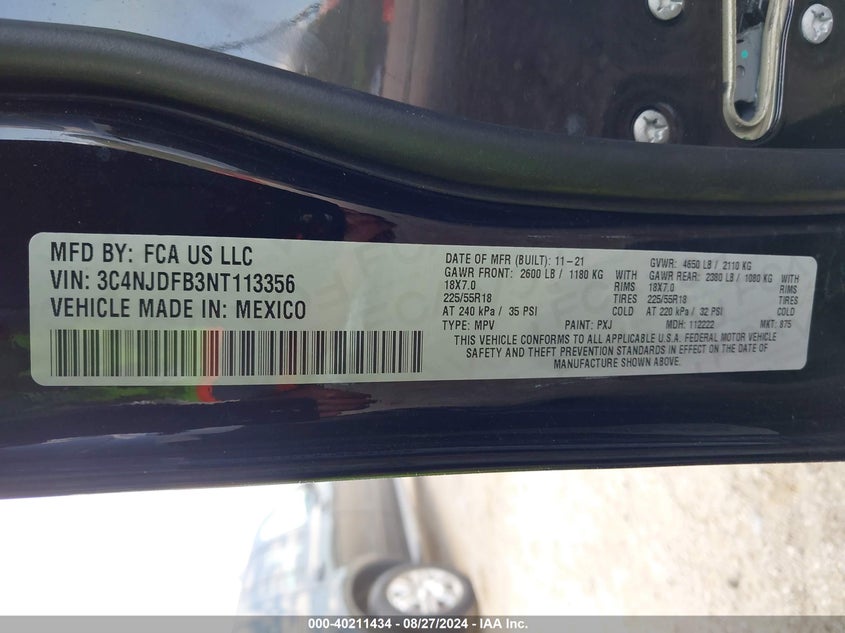 MFD BY: FCA US LLC
VIN: 3C4NJDFB3NT113356
VEHICLE MADE IN: MEXICO
DATE OF MFR (BUILT): 11-21 GVWR: 4650 LB / 2110 KG
GAWR FRONT: 2600 LB / 1180 KG GAWR REAR: 2380 LB / 1080 KG
18X7.0 RIMS 18X7.0 RIMS
225/55R18 TIRES 225/55R18 TIRES
AT 240 kPa / 35 PSI COLD AT 220 kPa / 32 PSI COLD
TYPE: MPV PAINT: PXJ MDH: 112222 MKT: 875
THIS VEHICLE CONFORMS TO ALL APPLICABLE U.S.A. FEDERAL MOTOR VEHICLE
SAFETY AND THEFT PREVENTION STANDARDS IN EFFECT ON THE DATE OF
MANUFACTURE SHOWN ABOVE.
000-40211434 - 08/27/2024 - IAA Inc.